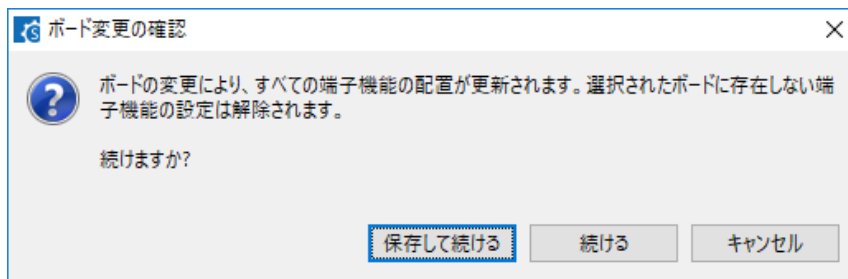 ボード変更の確認
ボードの変更により、すべての端子機能の配置が更新されます。選択されたボードに存在しない端
子機能の設定は解除されます。
続けますか?
保存して続ける 続ける キャンセル